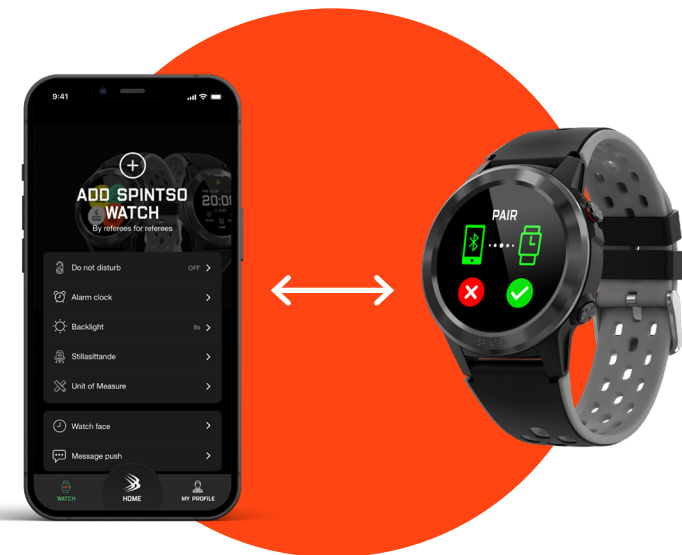 9:41
ADD SPINTSO
WATCH
By referees for referees
Do not disturb
OFF
Alarm clock
Backlight
8s
Stillasittande
Unit of Measure
Watch face
Message push
WATCH
HOME
MY PROFILE
PAIR
SPINTSO